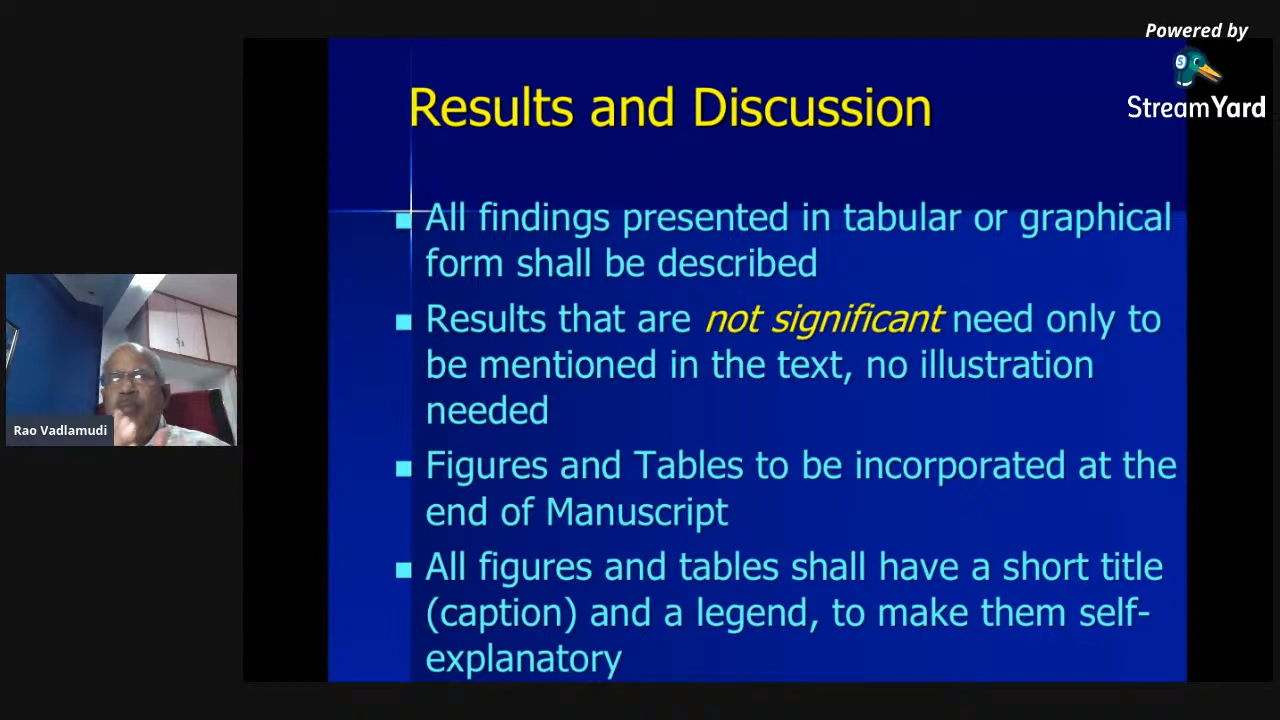 Powered by
StreamYard
Results and Discussion
All findings presented in tabular or graphical
form shall be described
Results that are not significant need only to
be mentioned in the text, no illustration
needed
Figures and Tables to be incorporated at the
end of Manuscript
All figures and tables shall have a short title
(caption) and a legend, to make them self-
explanatory
Rao Vadlamudi